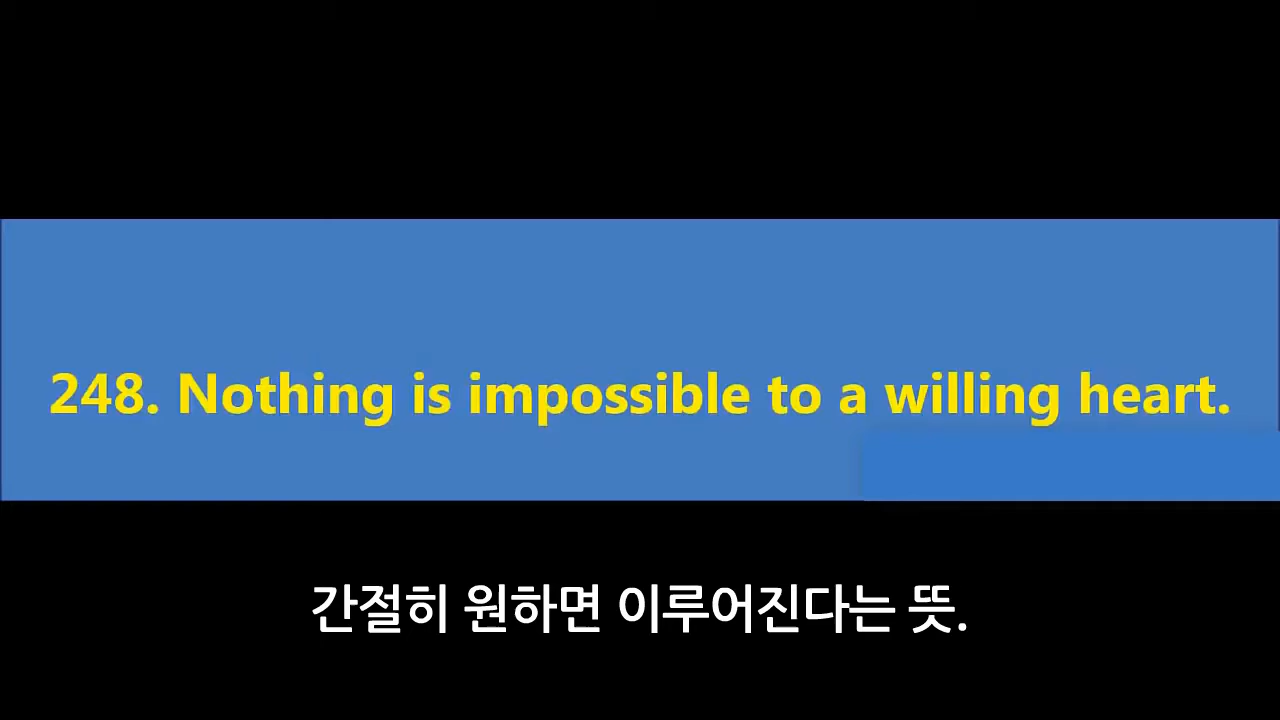 248. Nothing is impossible to a willing heart.
간절히 원하면 이루어진다는 뜻.